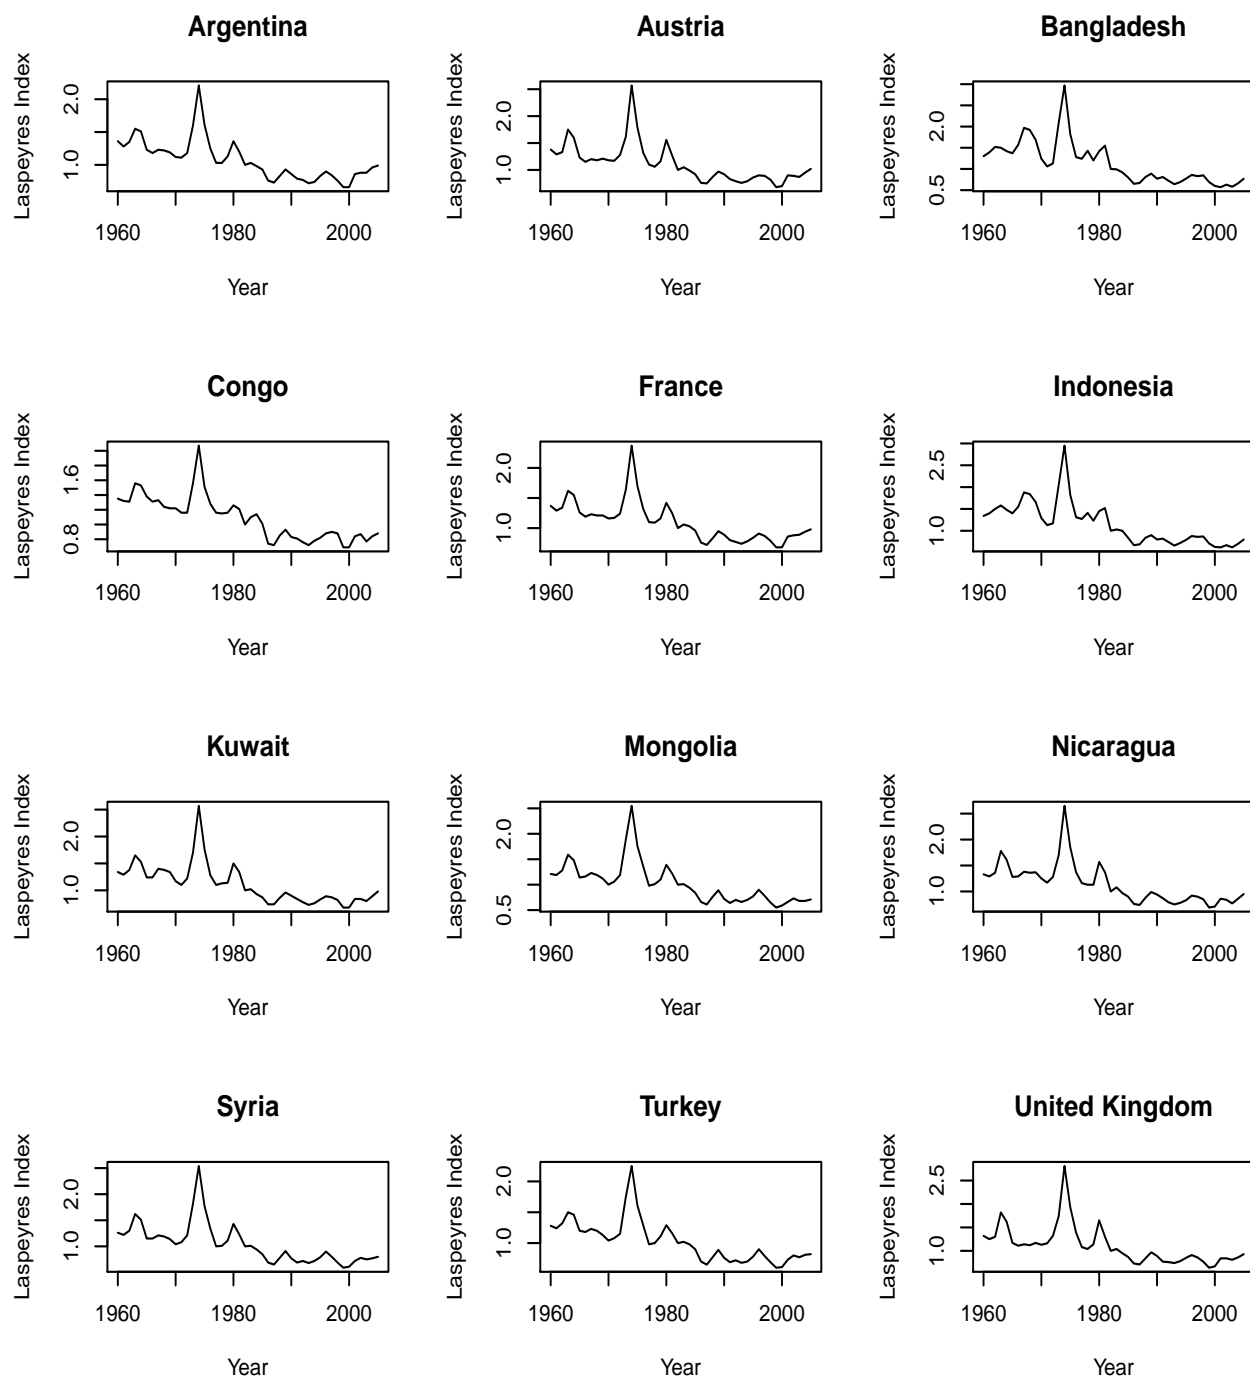 Argentina
Laspeyres Index
1.0 2.0
1960 1980 2000
Year
Austria
Laspeyres Index
1.0 2.0
1960 1980 2000
Year
Bangladesh
Laspeyres Index
0.5 2.0
1960 1980 2000
Year
Congo
Laspeyres Index
0.8 1.6
1960 1980 2000
Year
France
Laspeyres Index
1.0 2.0
1960 1980 2000
Year
Indonesia
Laspeyres Index
1.0 2.5
1960 1980 2000
Year
Kuwait
Laspeyres Index
1.0 2.0
1960 1980 2000
Year
Mongolia
Laspeyres Index
0.5 2.0
1960 1980 2000
Year
Nicaragua
Laspeyres Index
1.0 2.0
1960 1980 2000
Year
Syria
Laspeyres Index
1.0 2.0
1960 1980 2000
Year
Turkey
Laspeyres Index
1.0 2.0
1960 1980 2000
Year
United Kingdom
Laspeyres Index
1.0 2.5
1960 1980 2000
Year